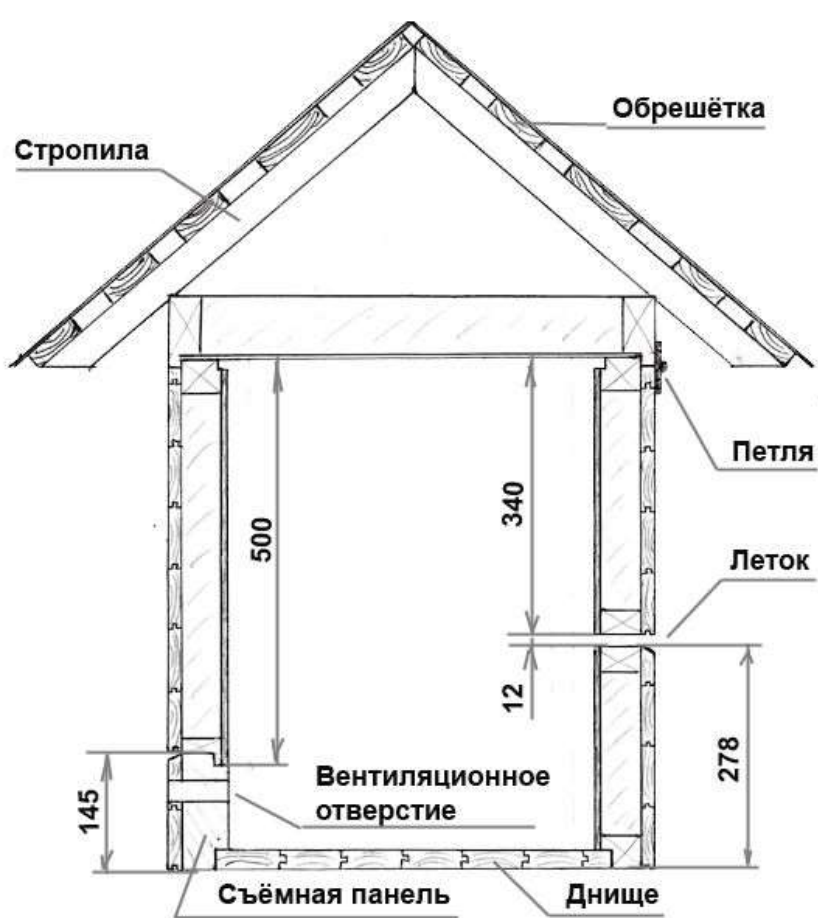 Обрешётка
Стропила
Петля
340
500
Леток
12
278
Вентиляционное
отверстие
145
Съёмная панель
Днище